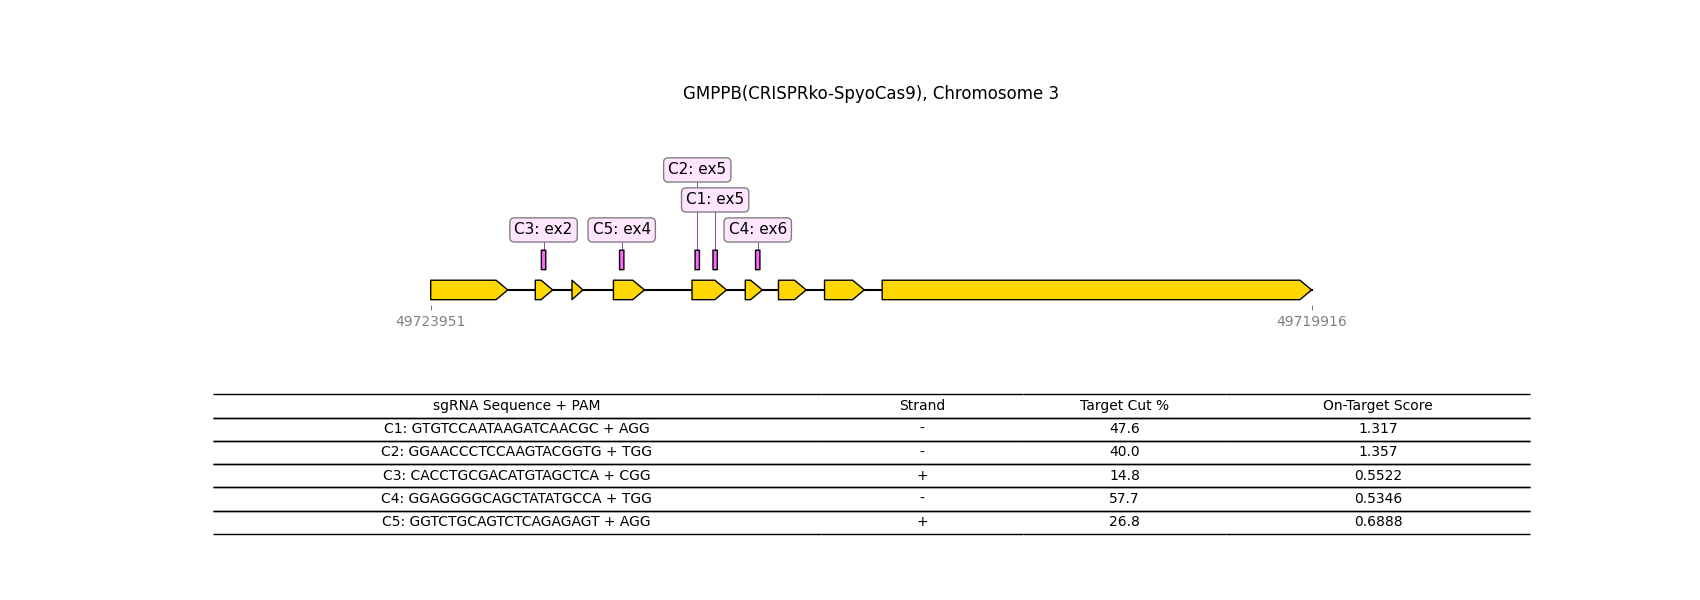 GMPPB(CRISPRko-SpyoCas9), Chromosome 3
C2: ex5
C1: ex5
C3: ex2 C5: ex4 C4: ex6
49723951 49719916
sgRNA Sequence + PAM Strand Target Cut % On-Target Score
C1: GTGTCCAATAAGATCAACGC + AGG - 47.6 1.317
C2: GGAACCCTCCAAGTACGGTG + TGG - 40.0 1.357
C3: CACCTGCGACATGTAGCTCA + CGG + 14.8 0.5522
C4: GGAGGGGCAGCTATATGCCA + TGG - 57.7 0.5346
C5: GGTCTGCAGTCTCAGAGAGT + AGG + 26.8 0.6888